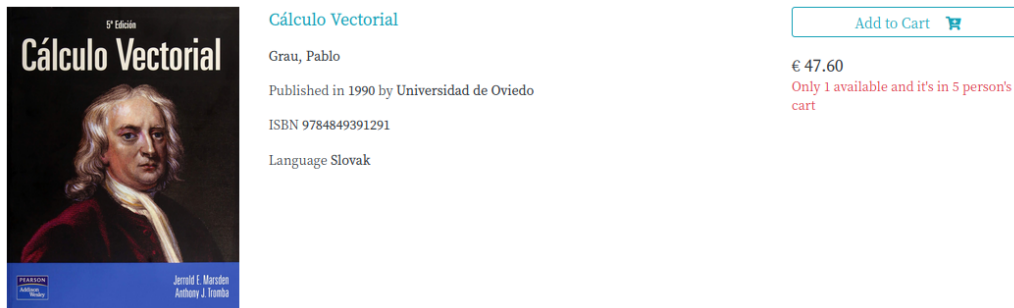 5ª Edición
Cálculo Vectorial
PEARSON
Addison
Wesley
Jerrold E. Marsden
Anthony J. Tromba
Cálculo Vectorial
Grau, Pablo
Published in 1990 by Universidad de Oviedo
ISBN 9784849391291
Language Slovak
Add to Cart
€ 47.60
Only 1 available and it's in 5 person's
cart